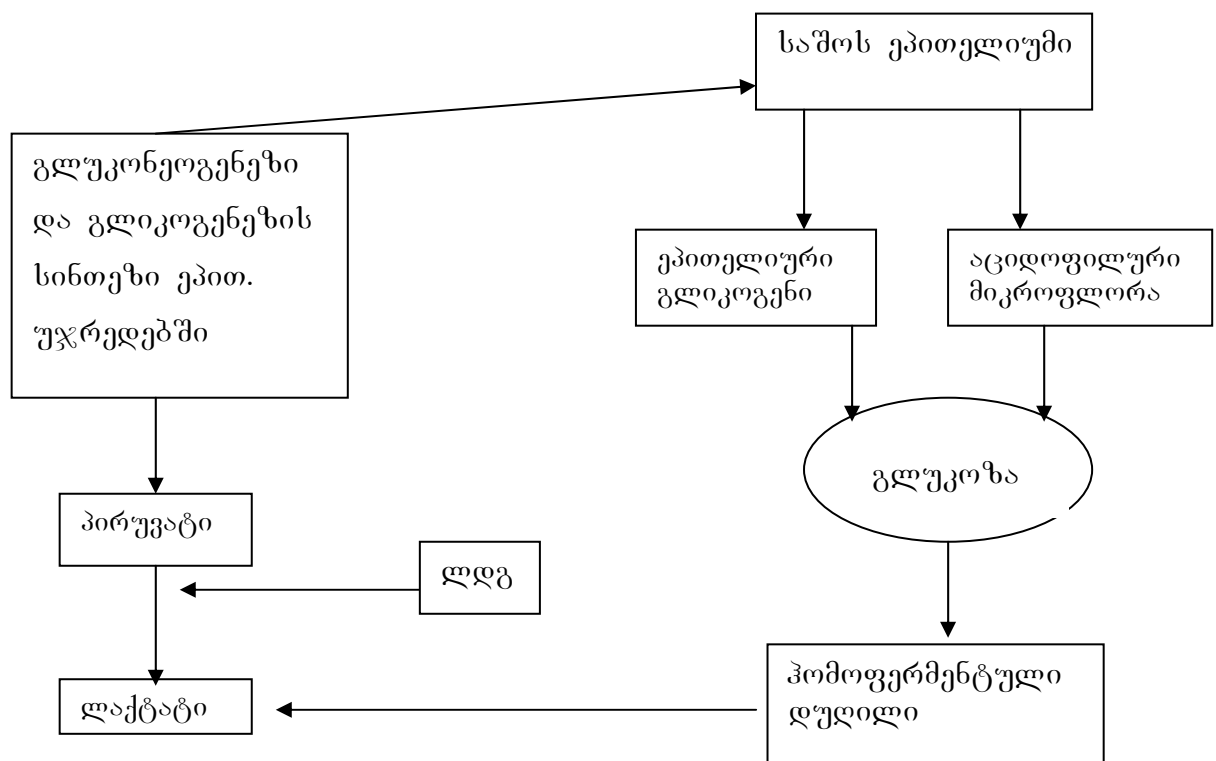 საშოს ეპითელიუმი
გლუკონეოგენეზი
და გლიკოგენეზის
სინთეზი ეპით.
უჯრედებში
ეპითელიური
გლიკოგენი
აციდოფილური
მიკროფლორა
გლუკოზა
პირუვატი
ლდგ
ჰომოფერმენტული
დუღილი
ლაქტატი